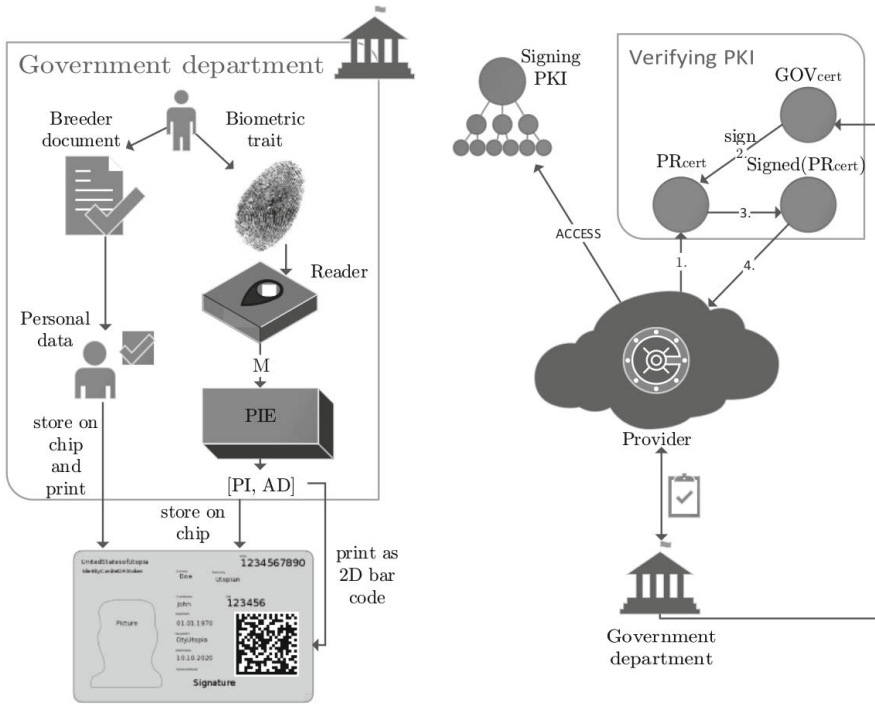 Government department
Breeder
document
Biometric
trait
Reader
Personal
data
M
PIE
store on
chip
and
print
[PI, AD]
store on
chip
print as
2D bar
code
UnitedStatesofUtopia
1234567890
Doe
Utopian
John
123456
01.01.1970
CityUtopia
10.10.2020
Picture
Signature
Signing
PKI
Verifying PKI
GOVcert
sign
2.
PRcert
Signed(PRcert)
3.
ACCESS
1.
4.
Provider
Government
department